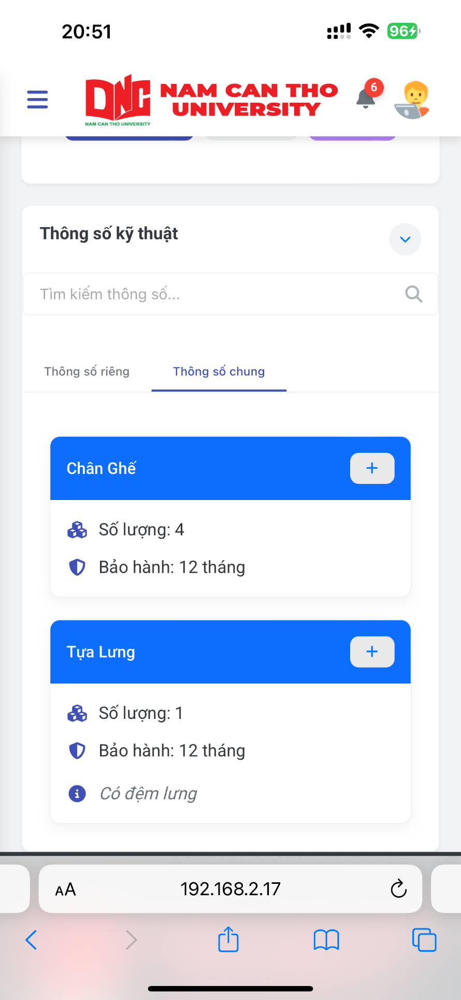 20:51
96
DNC
NAM CAN THO UNIVERSITY
NAM CAN THO
UNIVERSITY
6
Thông số kỹ thuật
Tìm kiếm thông số...
Thông số riêng
Thông số chung
Chân Ghế
+
Số lượng: 4
Bảo hành: 12 tháng
Tựa Lưng
+
Số lượng: 1
Bảo hành: 12 tháng
Có đệm lưng
AA
192.168.2.17